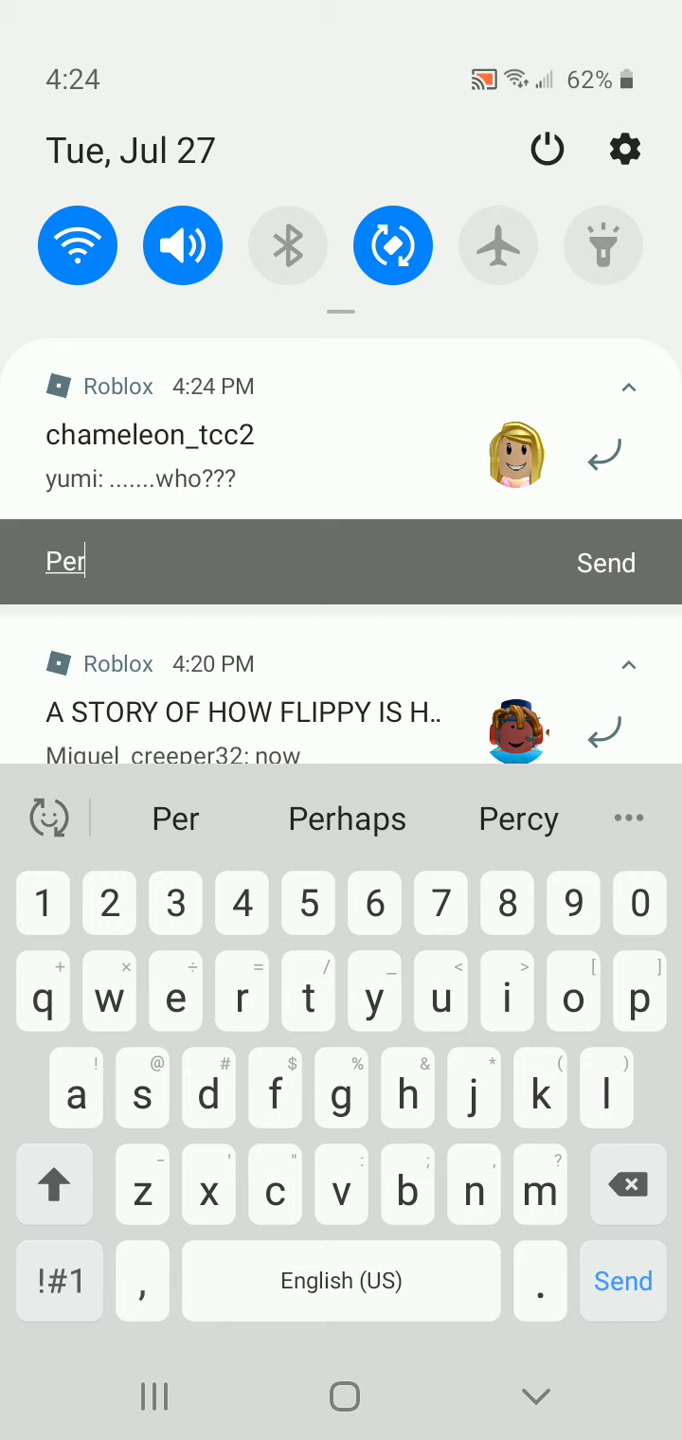 4:24 62%
Tue, Jul 27
Roblox 4:24 PM
chameleon_tcc2
yumi: .......who???
Per Send
Roblox 4:20 PM
A STORY OF HOW FLIPPY IS H..
Miguel_creeper32: now
Per Perhaps Percy
1 2 3 4 5 6 7 8 9 0
+ × ÷ = / _ < > [ ]
q w e r t y u i o p
! @ # $ % & * ( )
a s d f g h j k l
- ' " : ; , ?
z x c v b n m
!#1 , English (US) . Send